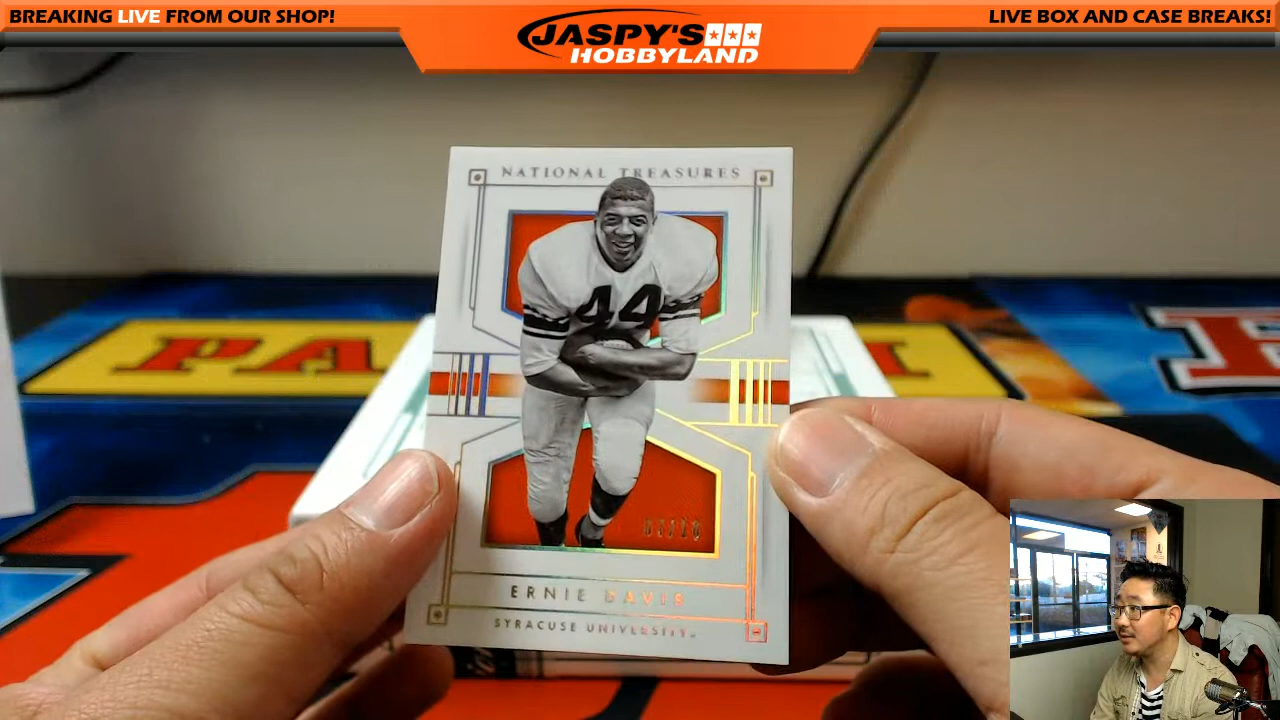 BREAKING LIVE FROM OUR SHOP!
JASPY'S
HOBBYLAND
LIVE BOX AND CASE BREAKS!
NATIONAL TREASURES
44
PA
ERNIE DAVIS
SYRACUSE UNIVERSITY